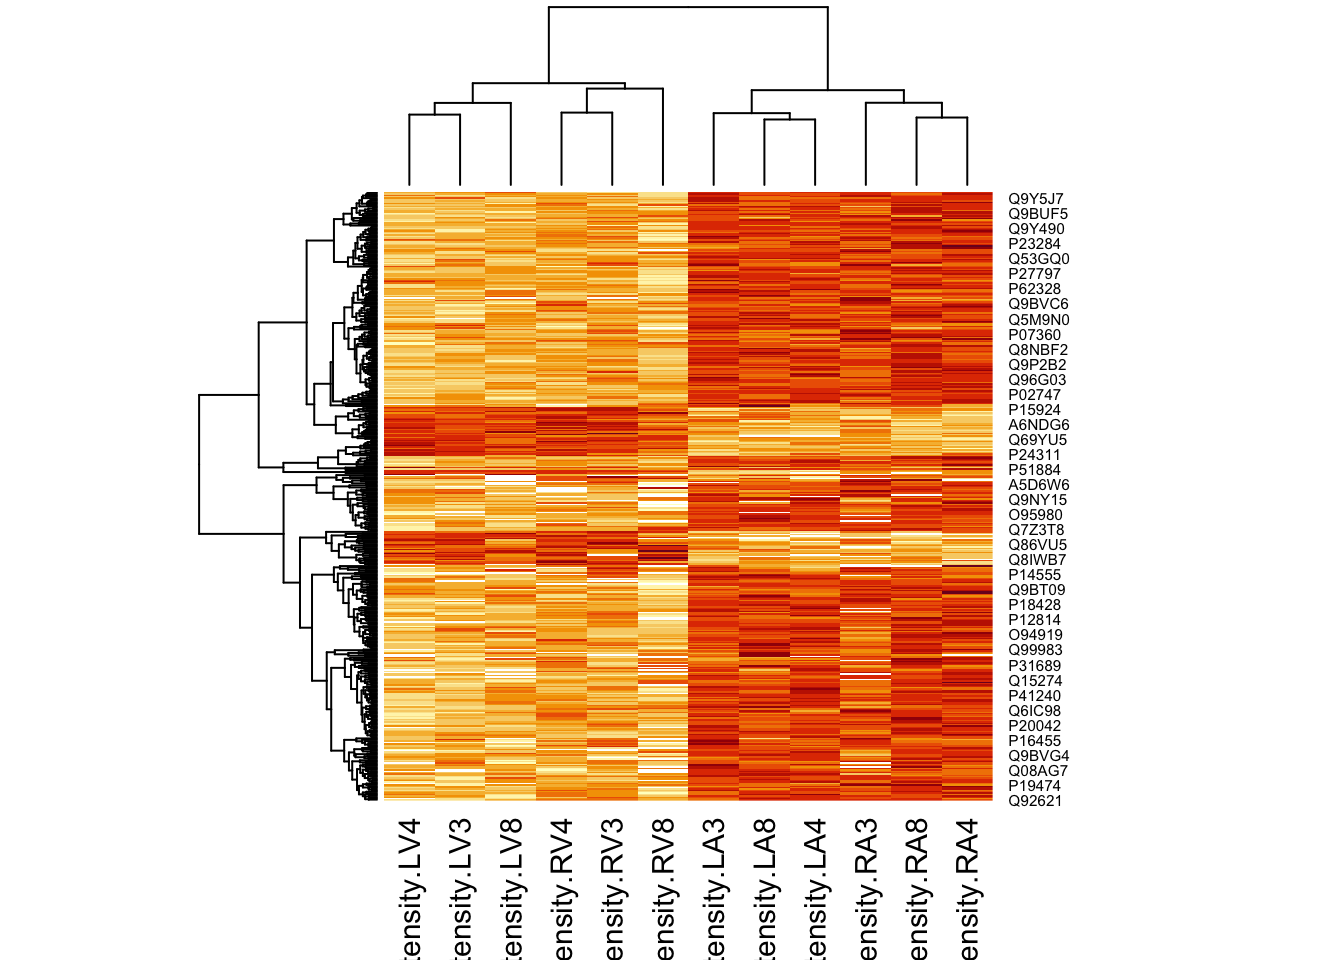 Q9Y5J7
Q9BUF5
Q9Y490
P23284
Q53GQ0
P27797
P62328
Q9BVC6
Q5M9N0
P07360
Q8NBF2
Q9P2B2
Q96G03
P02747
P15924
A6NDG6
Q69YU5
P24311
P51884
A5D6W6
Q9NY15
O95980
Q7Z3T8
Q86VU5
Q8IWB7
P14555
Q9BT09
P18428
P12814
O94919
Q99983
P31689
Q15274
P41240
Q6IC98
P20042
P16455
Q9BVG4
Q08AG7
P19474
Q92621
tensity.LV4
tensity.LV3
tensity.LV8
ensity.RV4
ensity.RV3
ensity.RV8
tensity.LA3
tensity.LA8
tensity.LA4
ensity.RA3
ensity.RA8
ensity.RA4